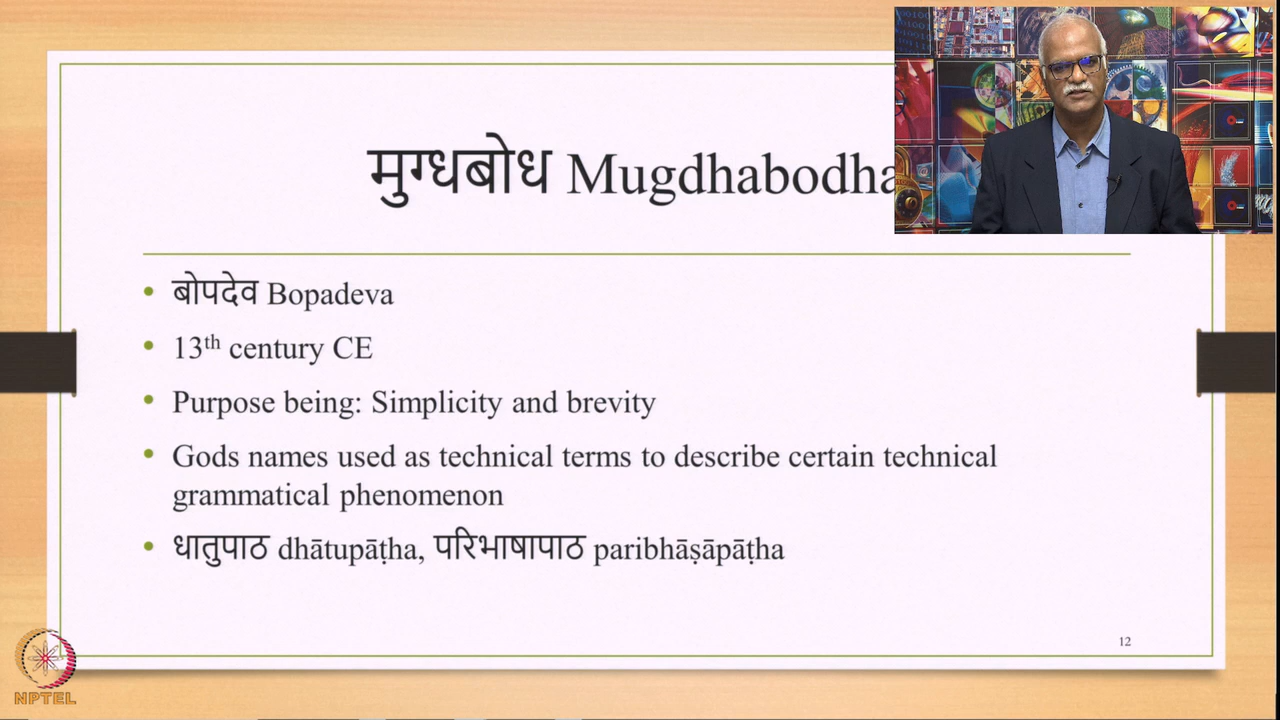 मुग्धबोध Mugdhabodha
• बोपदेव Bopadeva
• 13th century CE
• Purpose being: Simplicity and brevity
• Gods names used as technical terms to describe certain technical
grammatical phenomenon
• धातुपाठ dhātupāṭha, परिभाषापाठ paribhāṣāpāṭha
12
NPTEL